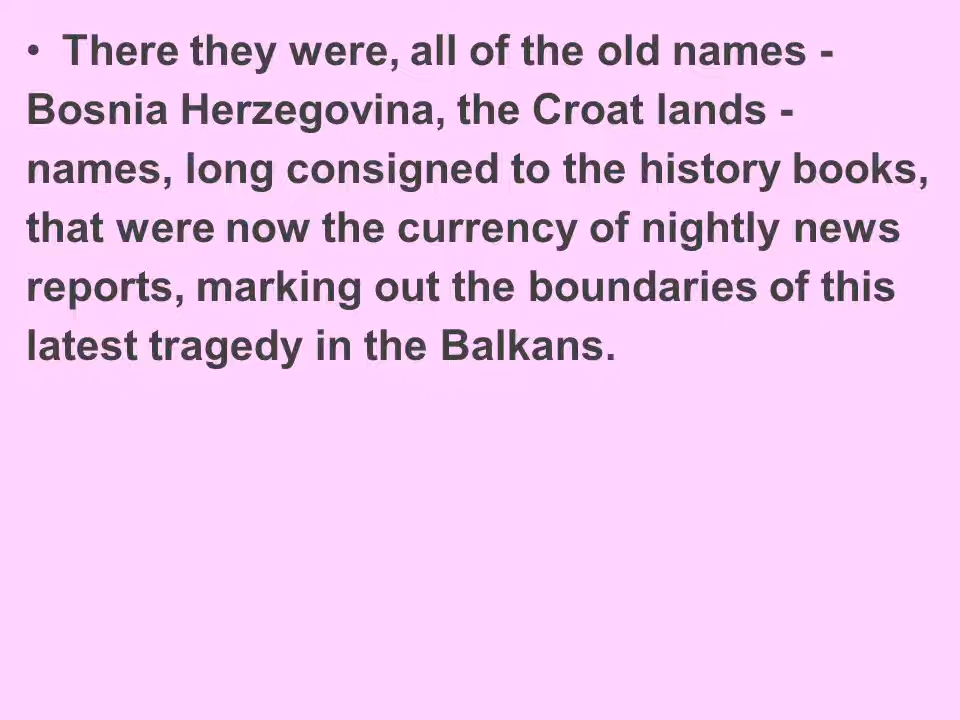 • There they were, all of the old names -
Bosnia Herzegovina, the Croat lands -
names, long consigned to the history books,
that were now the currency of nightly news
reports, marking out the boundaries of this
latest tragedy in the Balkans.